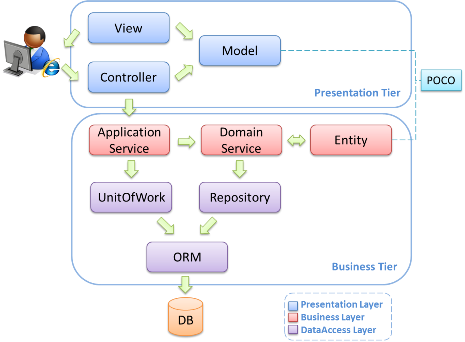 View
Model
Controller
Presentation Tier
POCO
Application
Service
Domain
Service
Entity
UnitOfWork
Repository
ORM
Business Tier
DB
Presentation Layer
Business Layer
DataAccess Layer